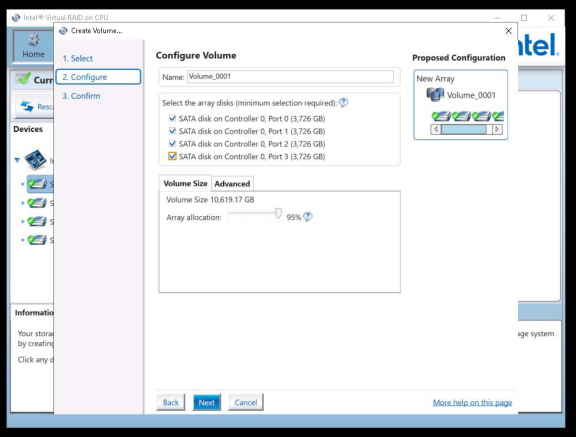 Intel® Virtual RAID on CPU
Create Volume...
Home
intel.
1. Select
2. Configure
3. Confirm
Configure Volume
Name: Volume_0001
Select the array disks (minimum selection required):
SATA disk on Controller 0, Port 0 (3,726 GB)
SATA disk on Controller 0, Port 1 (3,726 GB)
SATA disk on Controller 0, Port 2 (3,726 GB)
SATA disk on Controller 0, Port 3 (3,726 GB)
Volume Size
Advanced
Volume Size 10,619.17 GB
Array allocation: 95%
Proposed Configuration
New Array
Volume_0001
Curr
Resca
Devices
In
S
S
S
S
Informatio
Your storag
age system
by creating
Click any d
Back
Next
Cancel
More help on this page